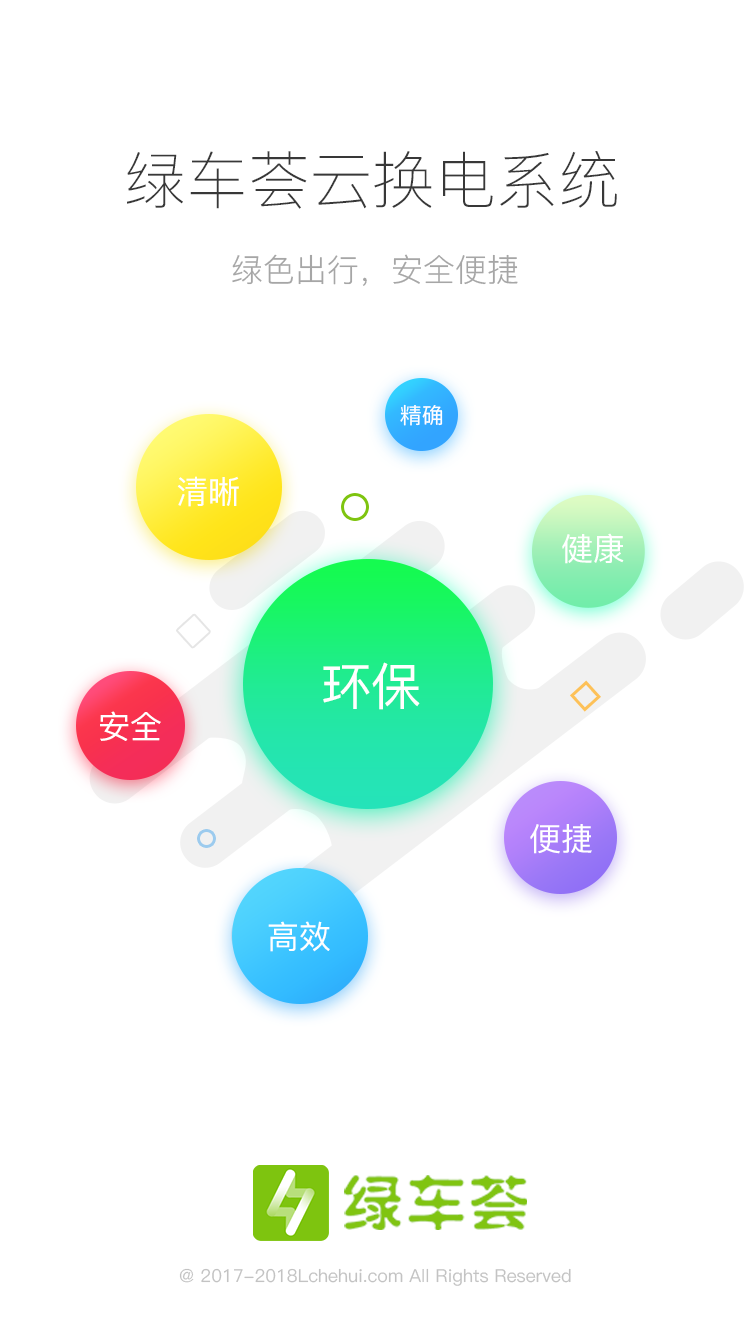 绿车荟云换电系统
绿色出行，安全便捷
精确
清晰
健康
环保
安全
便捷
高效
绿车荟
@ 2017-2018Lchehui.com All Rights Reserved